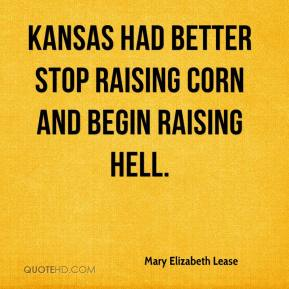 KANSAS HAD BETTER
STOP RAISING CORN
AND BEGIN RAISING
HELL.
Mary Elizabeth Lease
QUOTEHD.COM